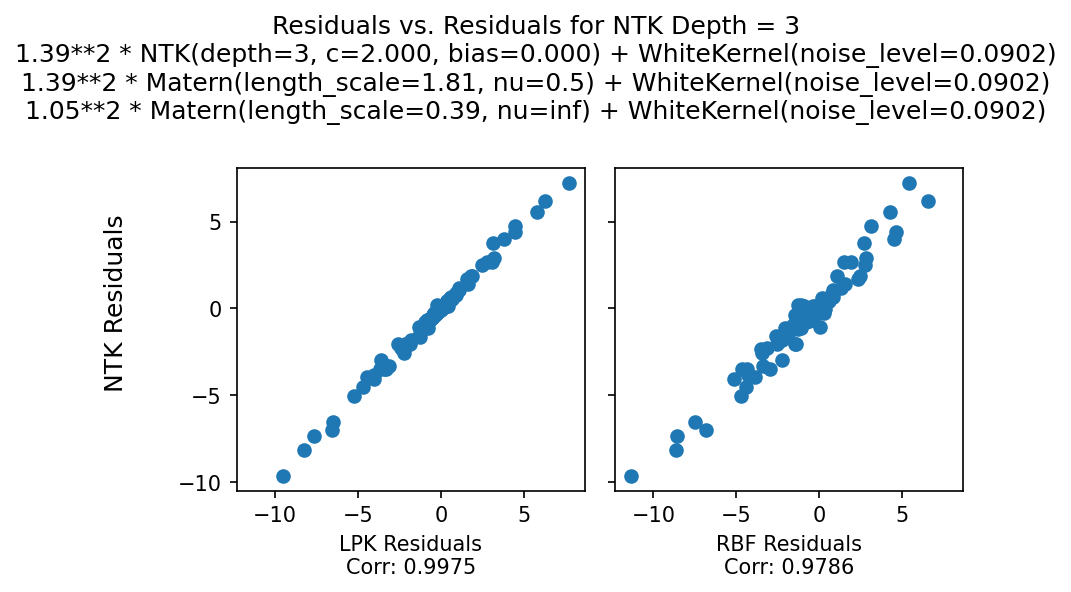 Residuals vs. Residuals for NTK Depth = 3
1.39**2 * NTK(depth=3, c=2.000, bias=0.000) + WhiteKernel(noise_level=0.0902)
1.39**2 * Matern(length_scale=1.81, nu=0.5) + WhiteKernel(noise_level=0.0902)
1.05**2 * Matern(length_scale=0.39, nu=inf) + WhiteKernel(noise_level=0.0902)
NTK Residuals
5
0
−5
−10
−10 −5 0 5
−10 −5 0 5
LPK Residuals
Corr: 0.9975
RBF Residuals
Corr: 0.9786